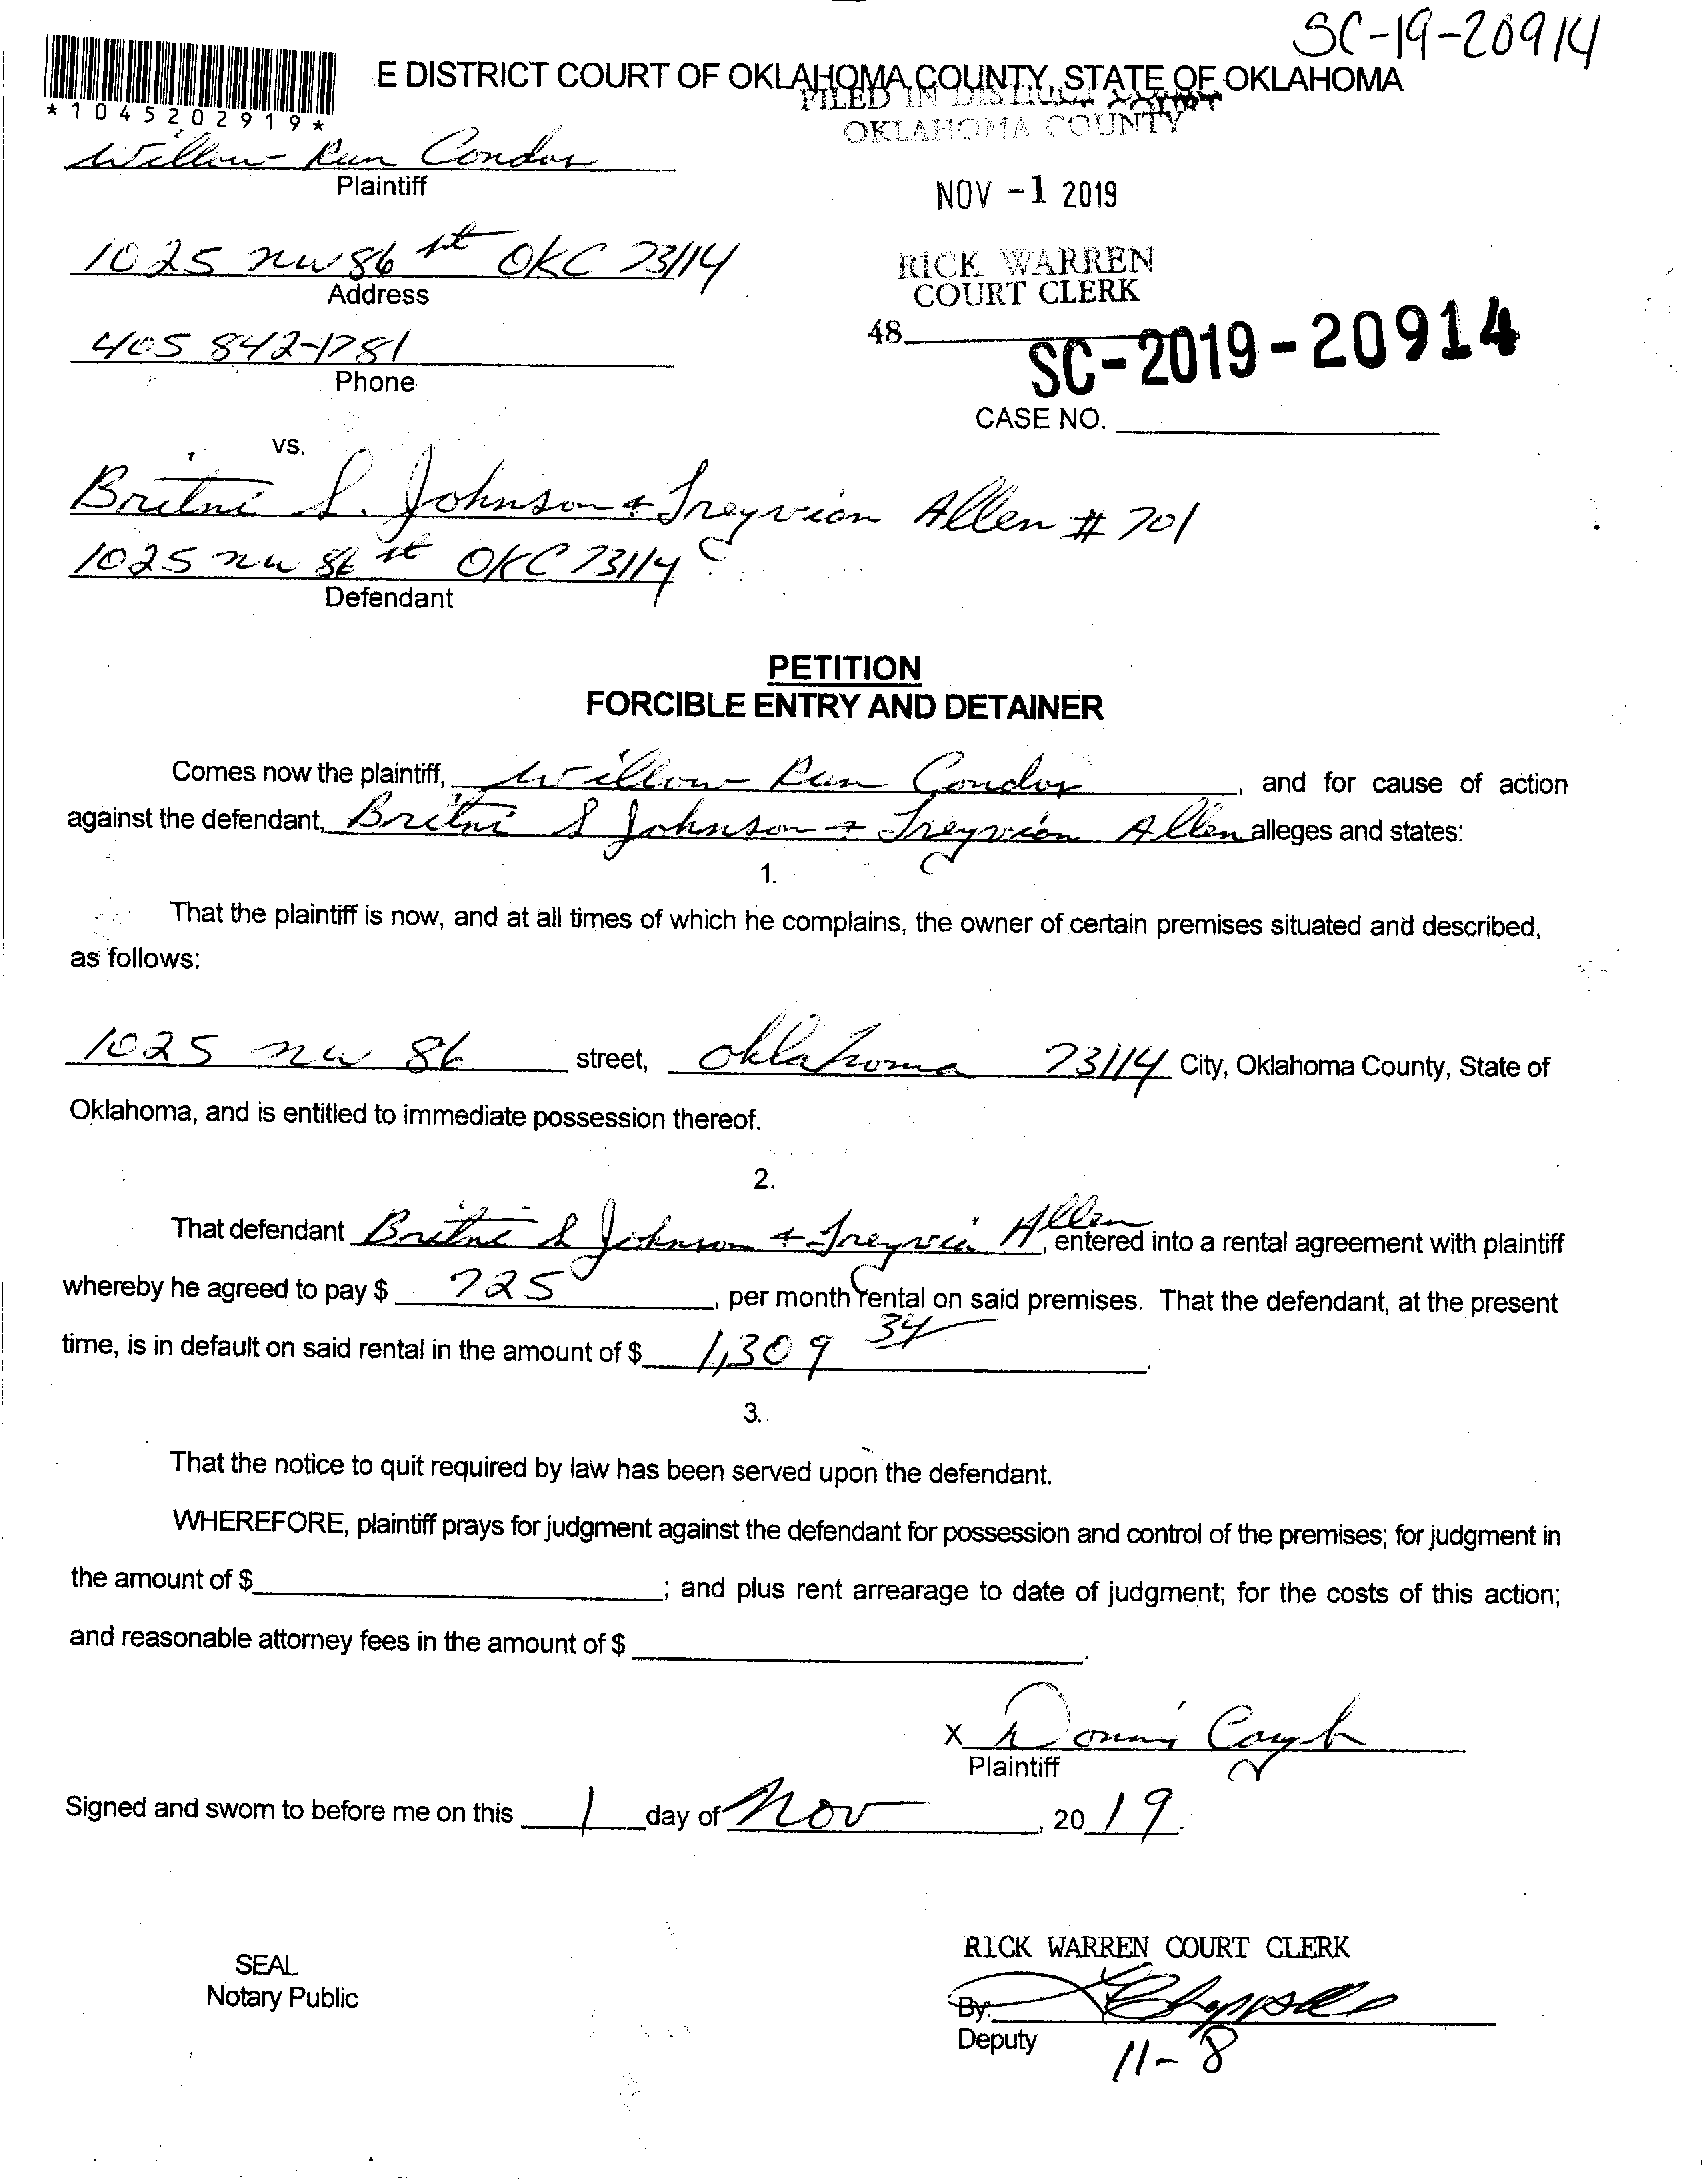 SC-19-20914
E DISTRICT COURT OF OKLAHOMA COUNTY, STATE OF OKLAHOMA
*1045202919*
FILED IN DISTRICT COURT
OKLAHOMA COUNTY
Willow Run Condos
Plaintiff
NOV -1 2019
1025 nw 86 st OKC 73114
Address
RICK WARREN
COURT CLERK
405 842-1781
Phone
48
SC-2019-20914
CASE NO.
vs.
Britni S. Johnson + Treyvion Allen # 701
1025 nw 86 st OKC 73114
Defendant
PETITION
FORCIBLE ENTRY AND DETAINER
Comes now the plaintiff, Willow Run Condos, and for cause of action
against the defendant, Britni S Johnson + Treyvion Allen alleges and states:
1.
That the plaintiff is now, and at all times of which he complains, the owner of certain premises situated and described,
as follows:
1025 nw 86 street, Oklahoma 73114 City, Oklahoma County, State of
Oklahoma, and is entitled to immediate possession thereof.
2.
That defendant Britni S Johnson + Treyvion Allen, entered into a rental agreement with plaintiff
whereby he agreed to pay $ 725, per month rental on said premises. That the defendant, at the present
time, is in default on said rental in the amount of $ 1,309 34.
3.
That the notice to quit required by law has been served upon the defendant.
WHEREFORE, plaintiff prays for judgment against the defendant for possession and control of the premises; for judgment in
the amount of $; and plus rent arrearage to date of judgment; for the costs of this action;
and reasonable attorney fees in the amount of $.
X
Plaintiff
Signed and sworn to before me on this 1 day of Nov, 2019.
RICK WARREN COURT CLERK
SEAL
Notary Public
By:
Deputy
11-8